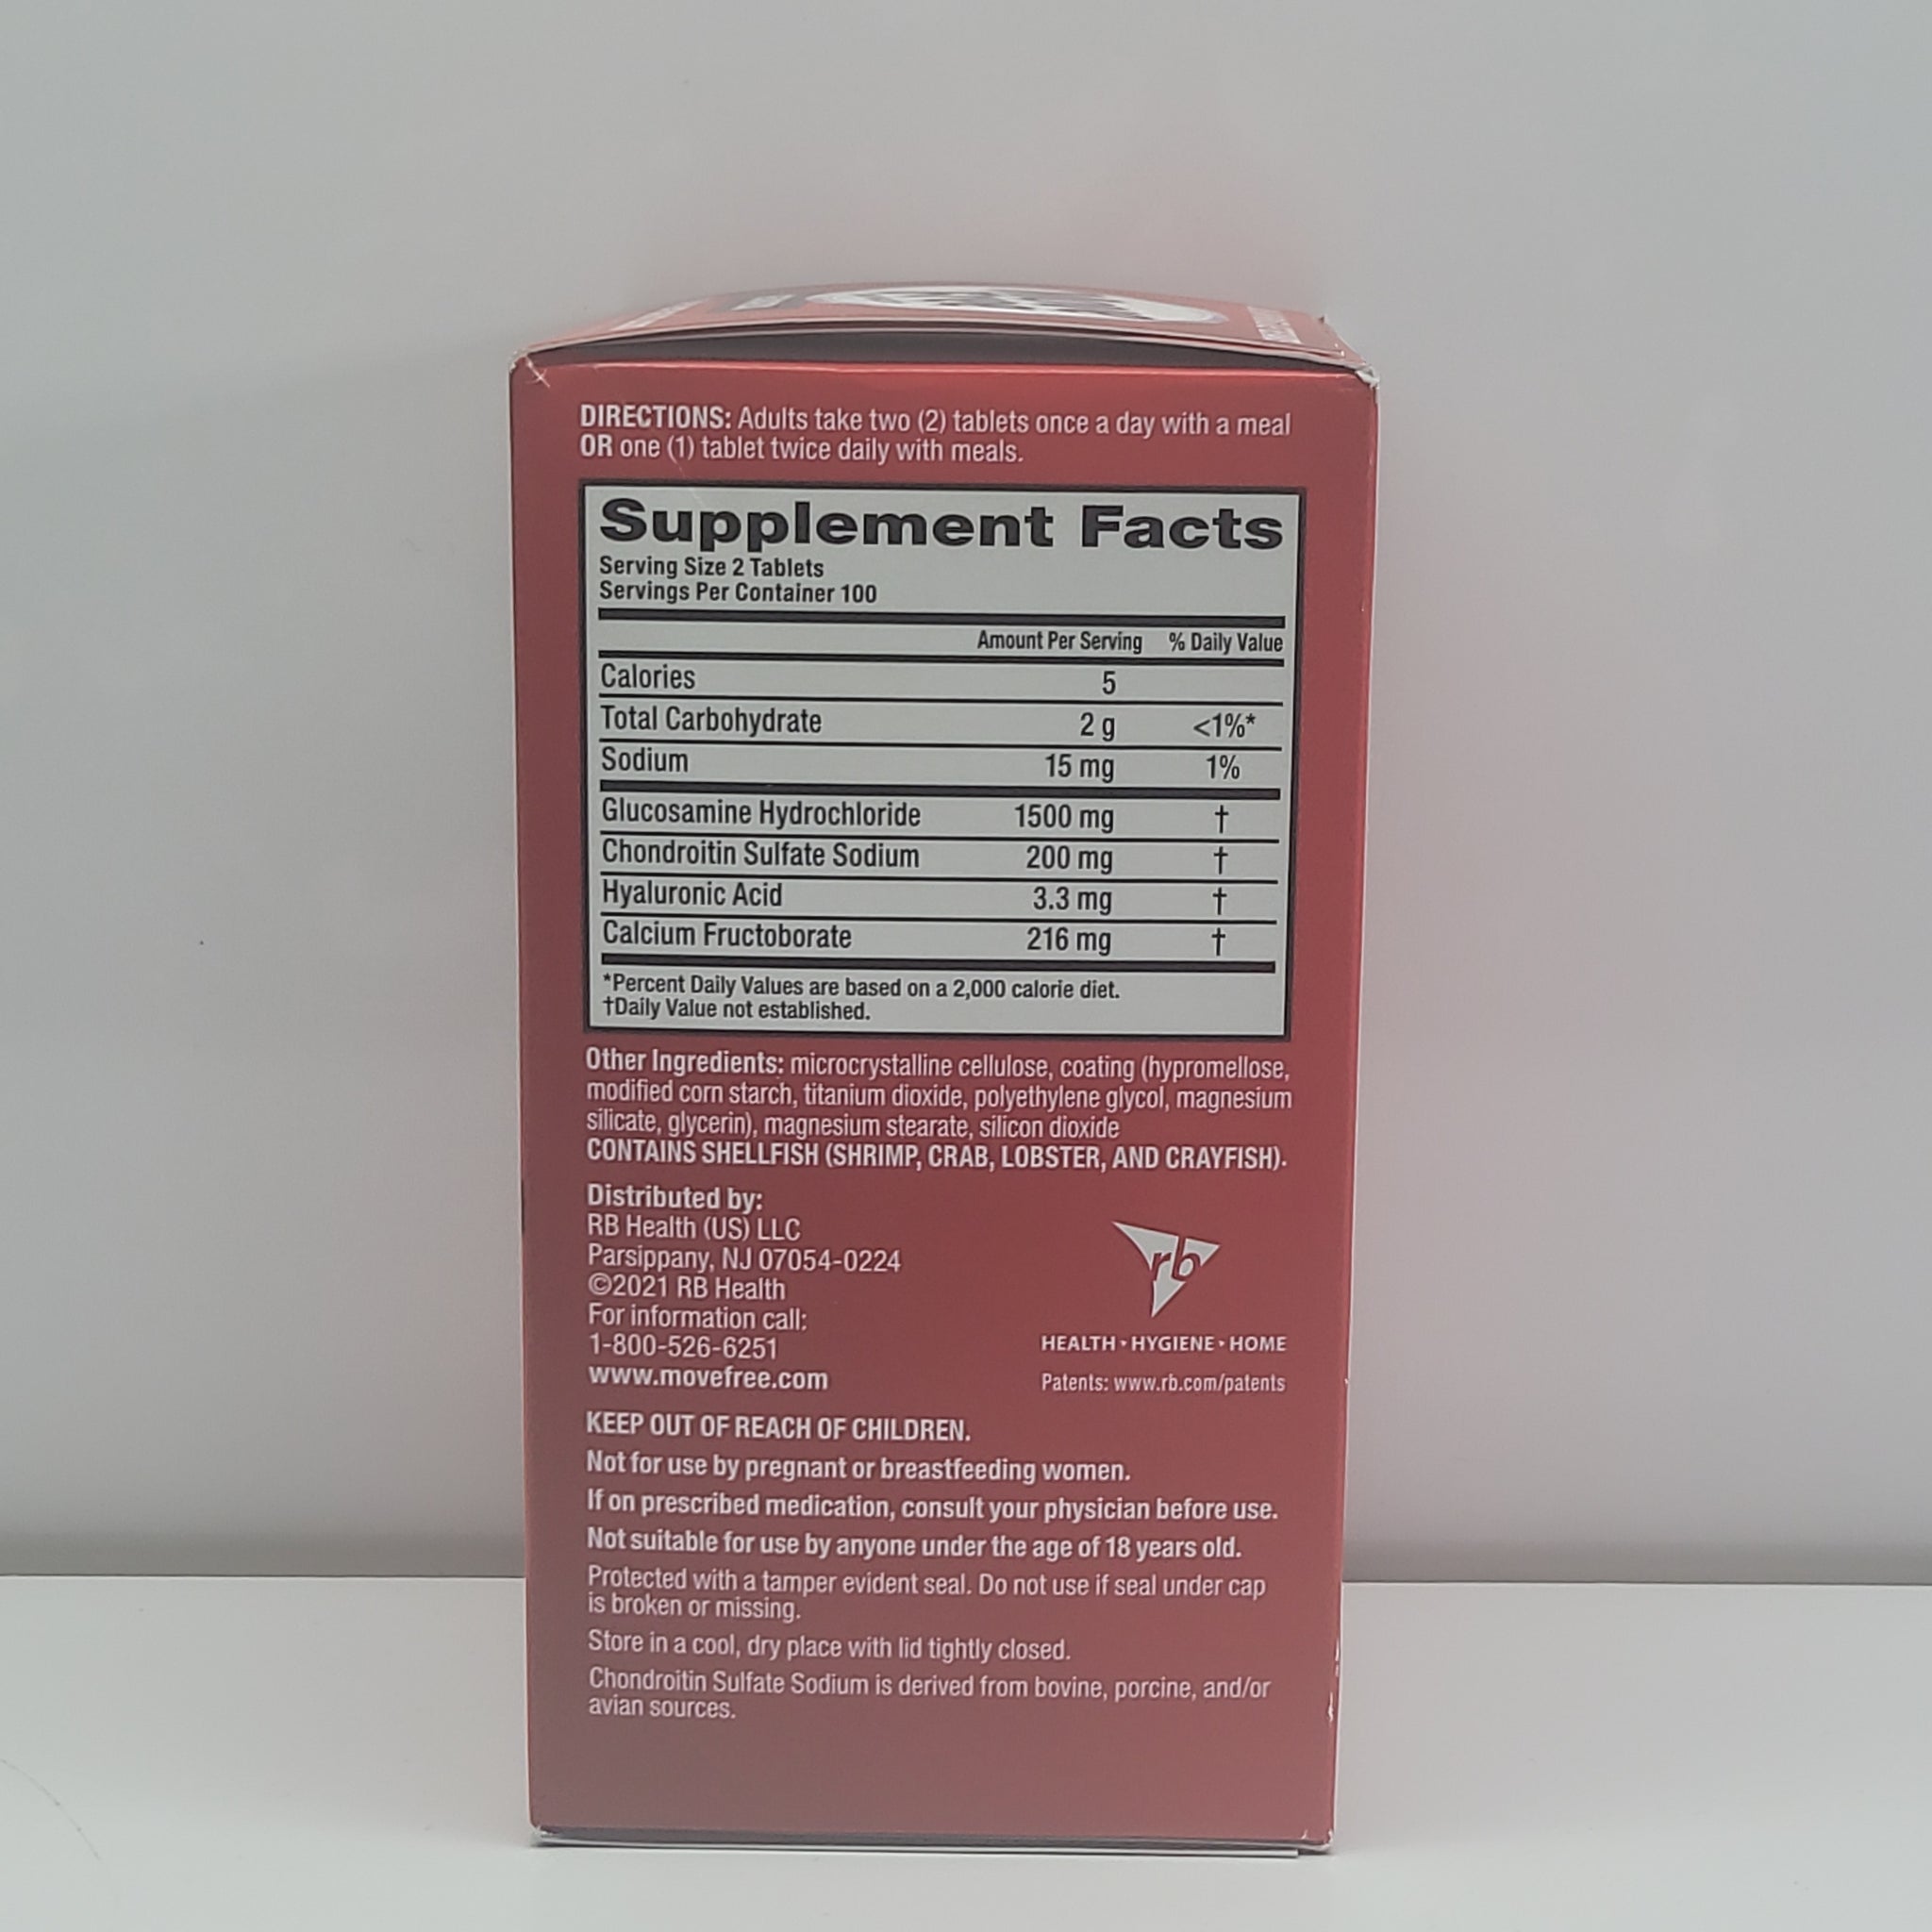 DIRECTIONS: Adults take two (2) tablets once a day with a meal
OR one (1) tablet twice daily with meals.
Supplement Facts
Serving Size 2 Tablets
Servings Per Container 100
Amount Per Serving % Daily Value
Calories 5
Total Carbohydrate 2 g <1%*
Sodium 15 mg 1%
Glucosamine Hydrochloride 1500 mg †
Chondroitin Sulfate Sodium 200 mg †
Hyaluronic Acid 3.3 mg †
Calcium Fructoborate 216 mg †
*Percent Daily Values are based on a 2,000 calorie diet.
†Daily Value not established.
Other Ingredients: microcrystalline cellulose, coating (hypromellose,
modified corn starch, titanium dioxide, polyethylene glycol, magnesium
silicate, glycerin), magnesium stearate, silicon dioxide
CONTAINS SHELLFISH (SHRIMP, CRAB, LOBSTER, AND CRAYFISH).
Distributed by:
RB Health (US) LLC
Parsippany, NJ 07054-0224
©2021 RB Health
For information call:
1-800-526-6251
www.movefree.com
rb
HEALTH • HYGIENE • HOME
Patents: www.rb.com/patents
KEEP OUT OF REACH OF CHILDREN.
Not for use by pregnant or breastfeeding women.
If on prescribed medication, consult your physician before use.
Not suitable for use by anyone under the age of 18 years old.
Protected with a tamper evident seal. Do not use if seal under cap
is broken or missing.
Store in a cool, dry place with lid tightly closed.
Chondroitin Sulfate Sodium is derived from bovine, porcine, and/or
avian sources.